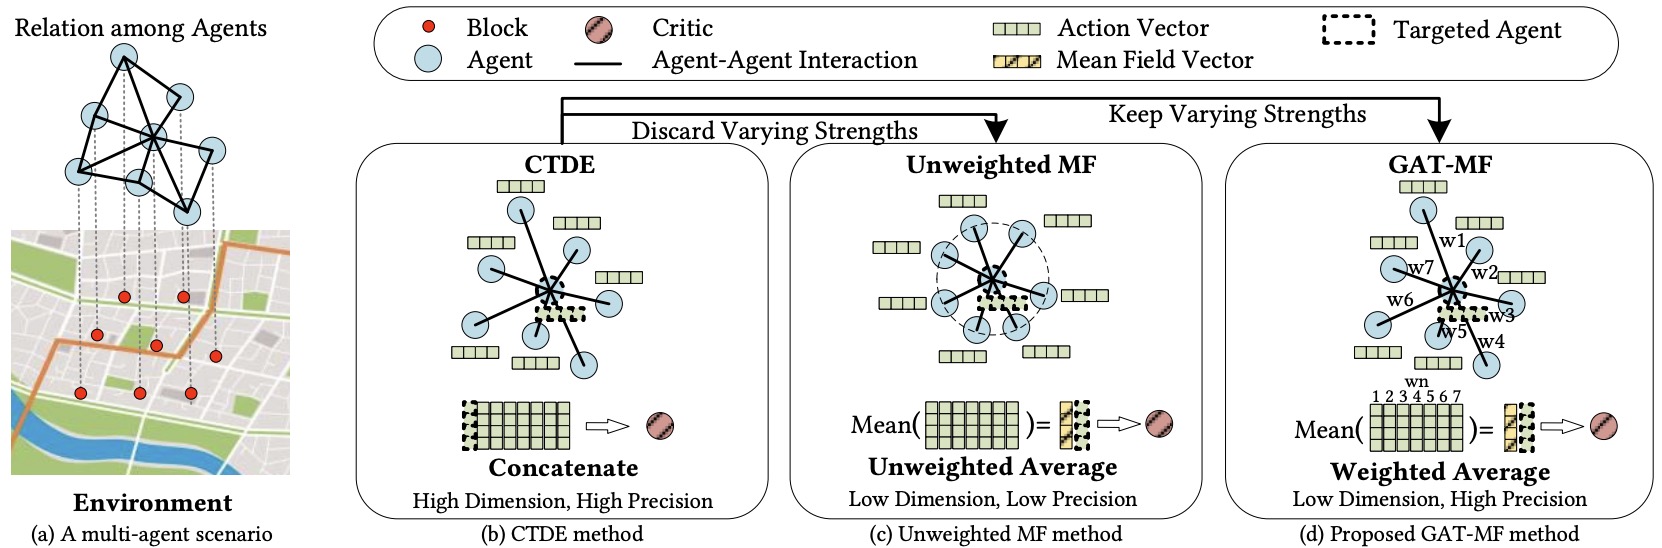 Relation among Agents
Block
Critic
Action Vector
Targeted Agent
Agent
Agent-Agent Interaction
Mean Field Vector
Discard Varying Strengths
Keep Varying Strengths
Environment
(a) A multi-agent scenario
CTDE
Concatenate
High Dimension, High Precision
(b) CTDE method
Unweighted MF
Mean( )=
Unweighted Average
Low Dimension, Low Precision
(c) Unweighted MF method
GAT-MF
w1
w2
w3
w4
w5
w6
w7
wn
1 2 3 4 5 6 7
Mean( )=
Weighted Average
Low Dimension, High Precision
(d) Proposed GAT-MF method